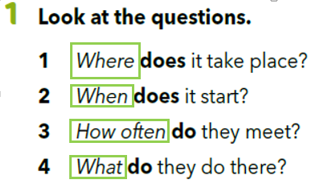 1 Look at the questions.
1 Where does it take place?
2 When does it start?
3 How often do they meet?
4 What do they do there?